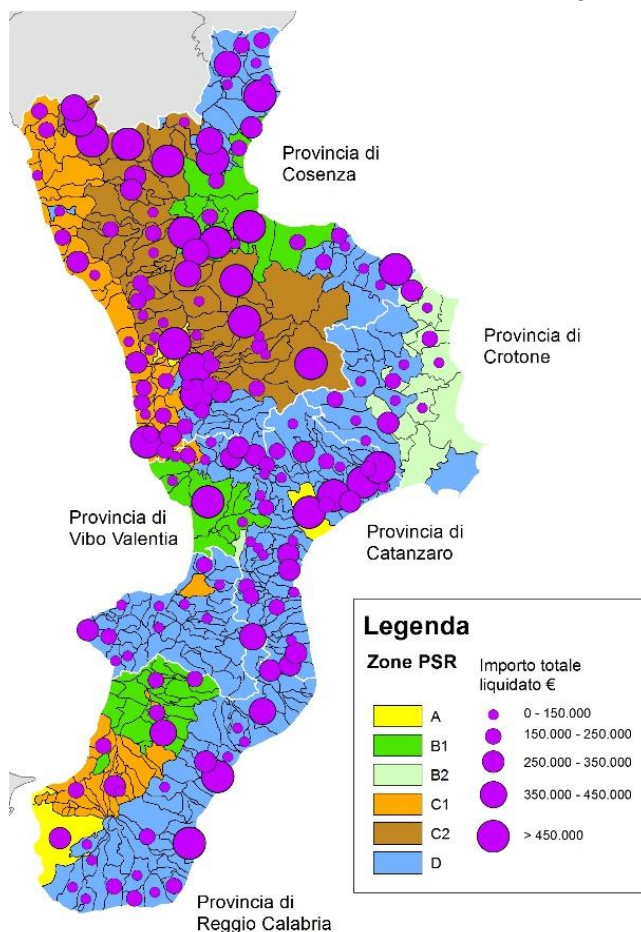 Provincia di
Cosenza
Provincia di
Crotone
Provincia di
Vibo Valentia
Provincia di
Catanzaro
Provincia di
Reggio Calabria
Legenda
Zone PSR
A
B1
B2
C1
C2
D
Importo totale
liquidato €
0 - 150.000
150.000 - 250.000
250.000 - 350.000
350.000 - 450.000
> 450.000